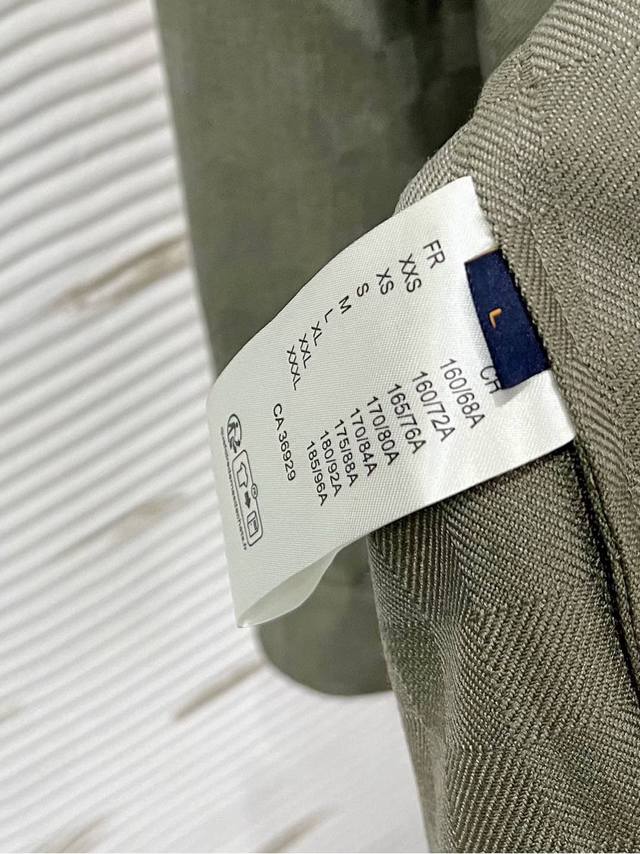 L
FR CH
XXS 160/68A
XS 160/72A
S 165/76A
M 170/80A
L 170/84A
XL 175/88A
XXL 180/92A
XXXL 185/96A
CA 36929
FR